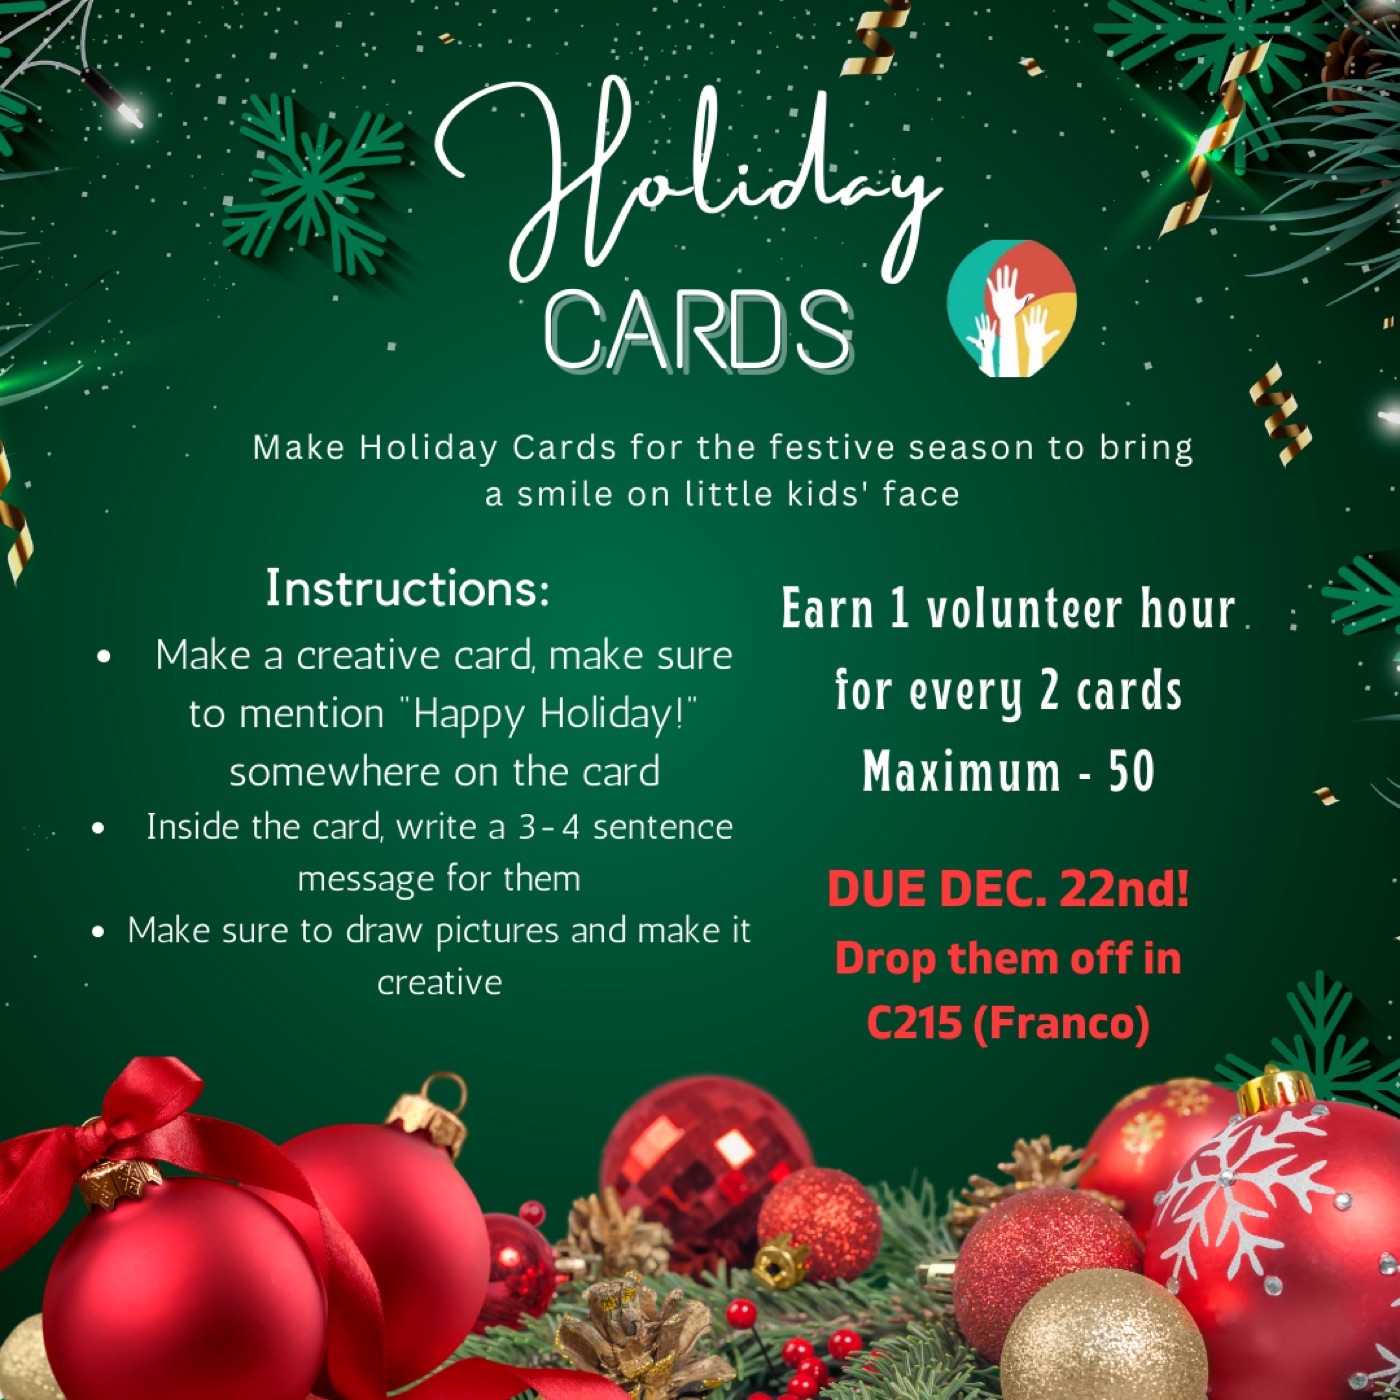 Holiday
CARDS
Make Holiday Cards for the festive season to bring
a smile on little kids' face
Instructions:
• Make a creative card, make sure
to mention "Happy Holiday!"
somewhere on the card
• Inside the card, write a 3-4 sentence
message for them
• Make sure to draw pictures and make it
creative
Earn 1 volunteer hour
for every 2 cards
Maximum - 50
DUE DEC. 22nd!
Drop them off in
C215 (Franco)